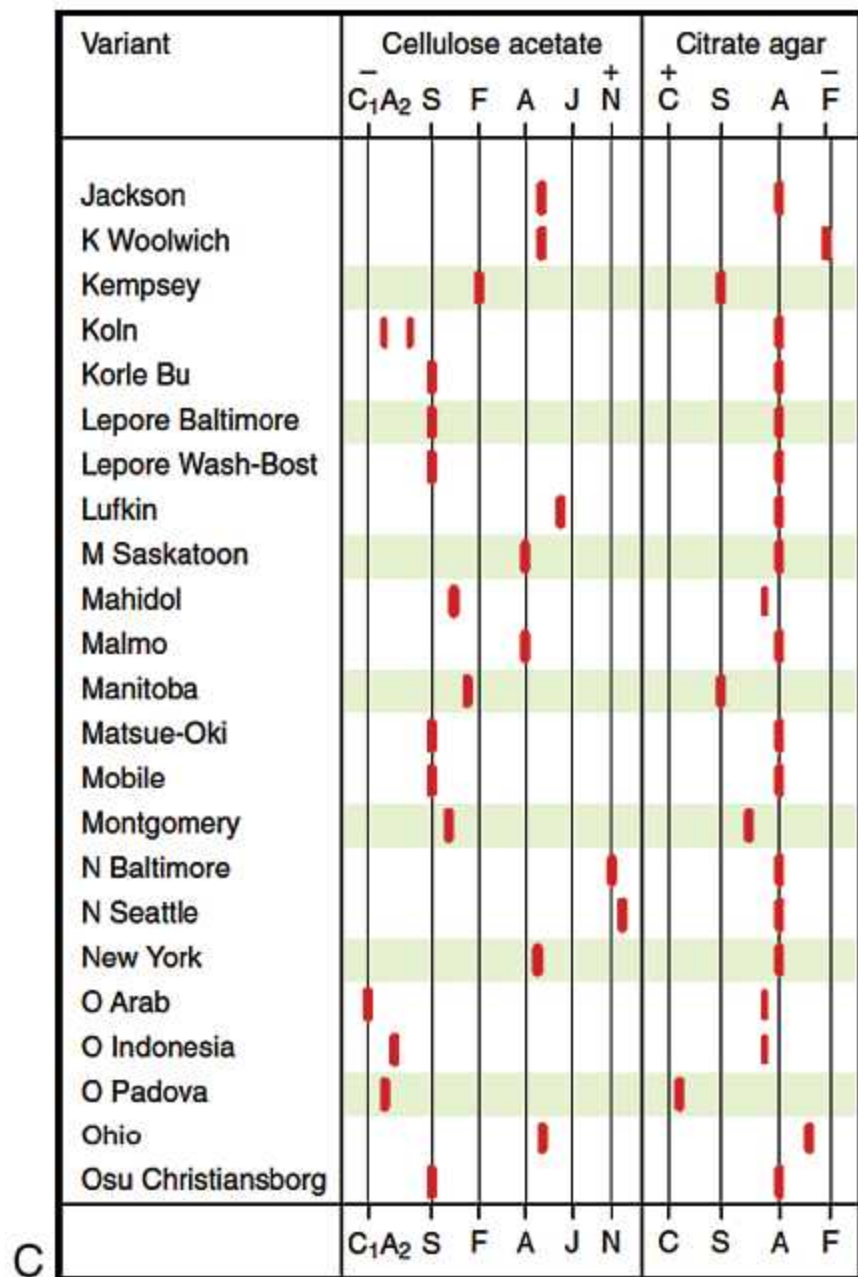 Variant Cellulose acetate Citrate agar
− + + −
C₁A₂ S F A J N C S A F
Jackson
K Woolwich
Kempsey
Koln
Korle Bu
Lepore Baltimore
Lepore Wash-Bost
Lufkin
M Saskatoon
Mahidol
Malmo
Manitoba
Matsue-Oki
Mobile
Montgomery
N Baltimore
N Seattle
New York
O Arab
O Indonesia
O Padova
Ohio
Osu Christiansborg
C₁A₂ S F A J N C S A F
C